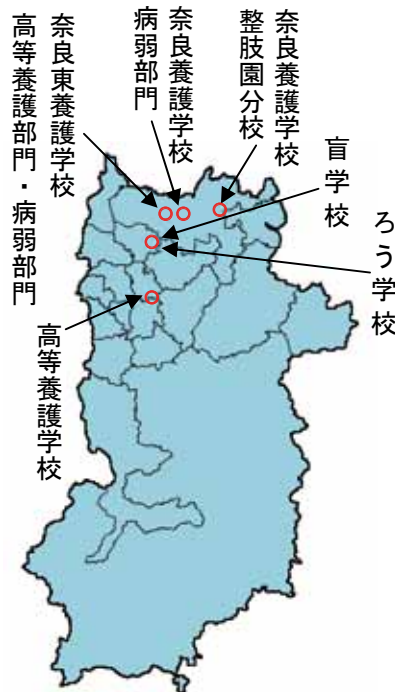 ろう学校
盲学校
奈良養護学校
整肢園分校
奈良養護学校
病弱部門
奈良東養護学校
高等養護部門・病弱部門
高等養護学校